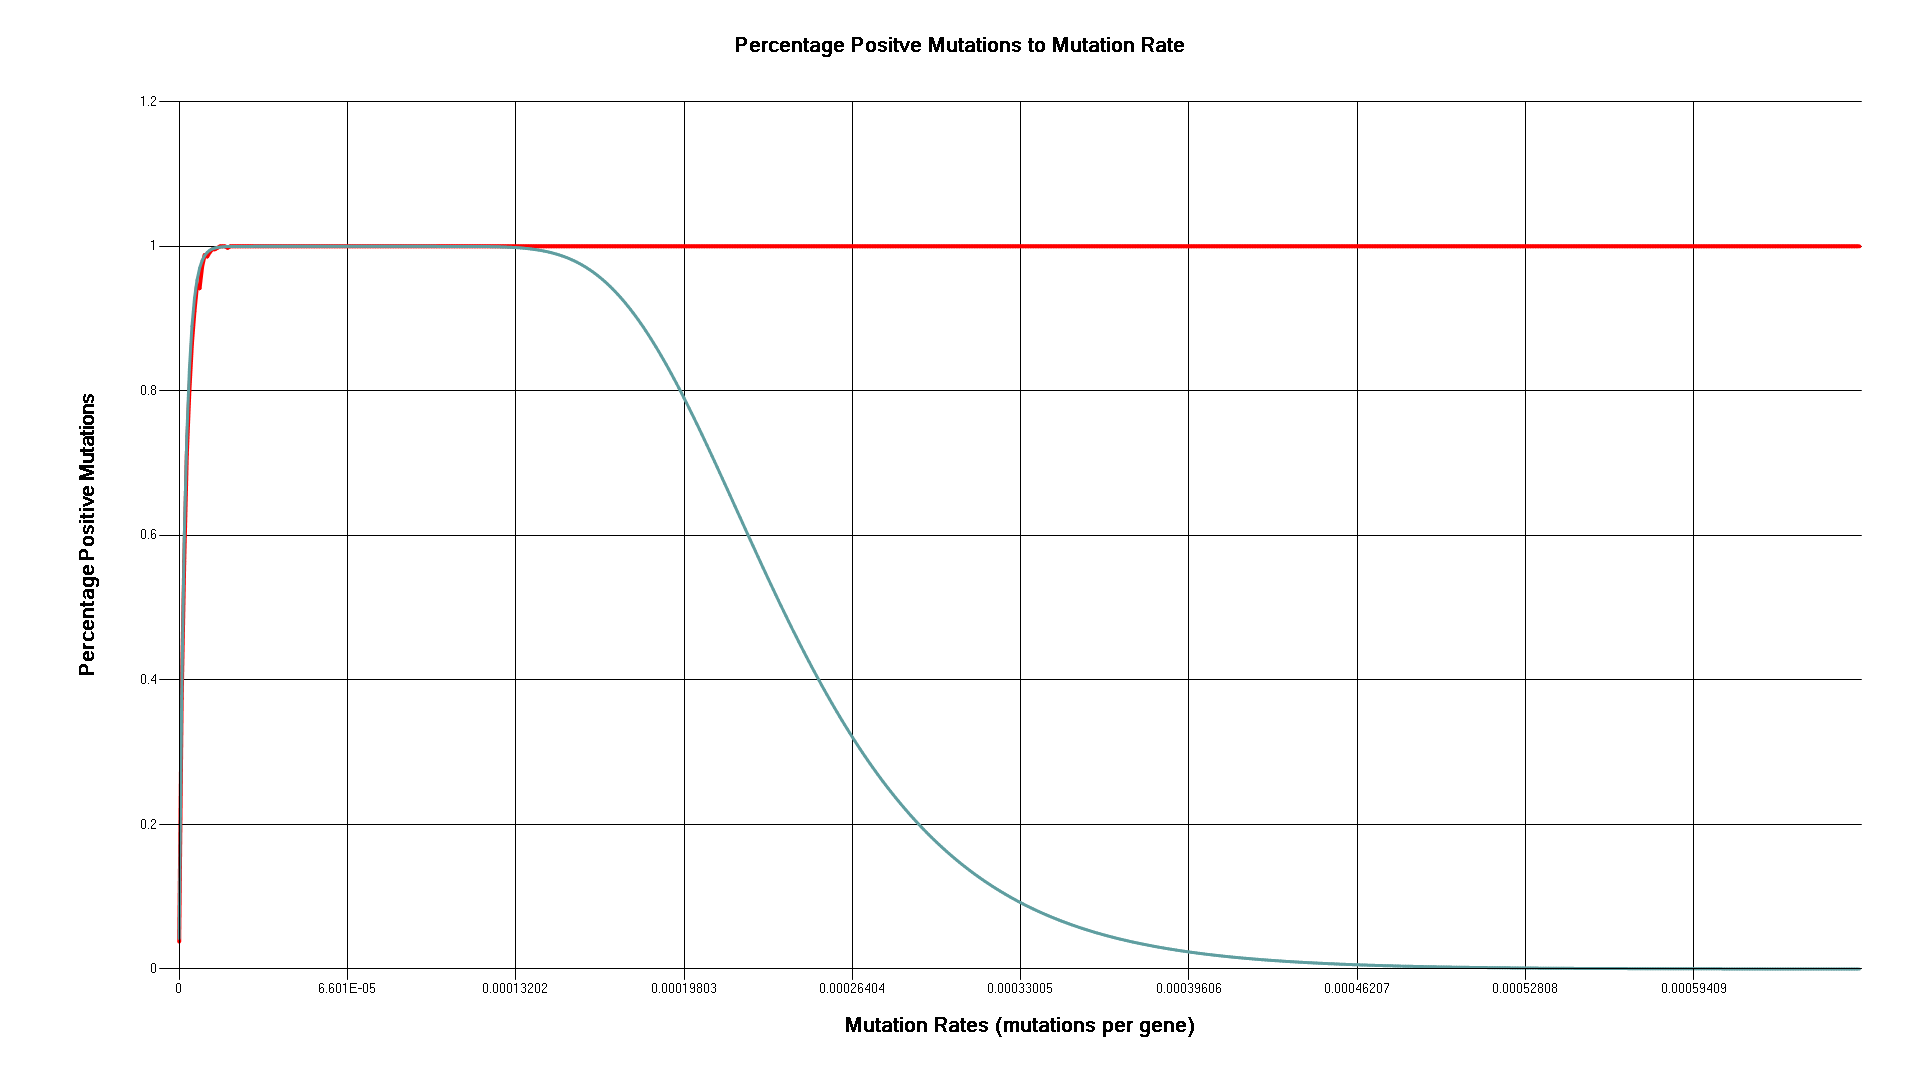 Percentage Positve Mutations to Mutation Rate
1.2
1
0.8
0.6
0.4
0.2
0
Percentage Positive Mutations
0 6.601E-05 0.00013202 0.00019803 0.00026404 0.00033005 0.00039606 0.00046207 0.00052808 0.00059409
Mutation Rates (mutations per gene)